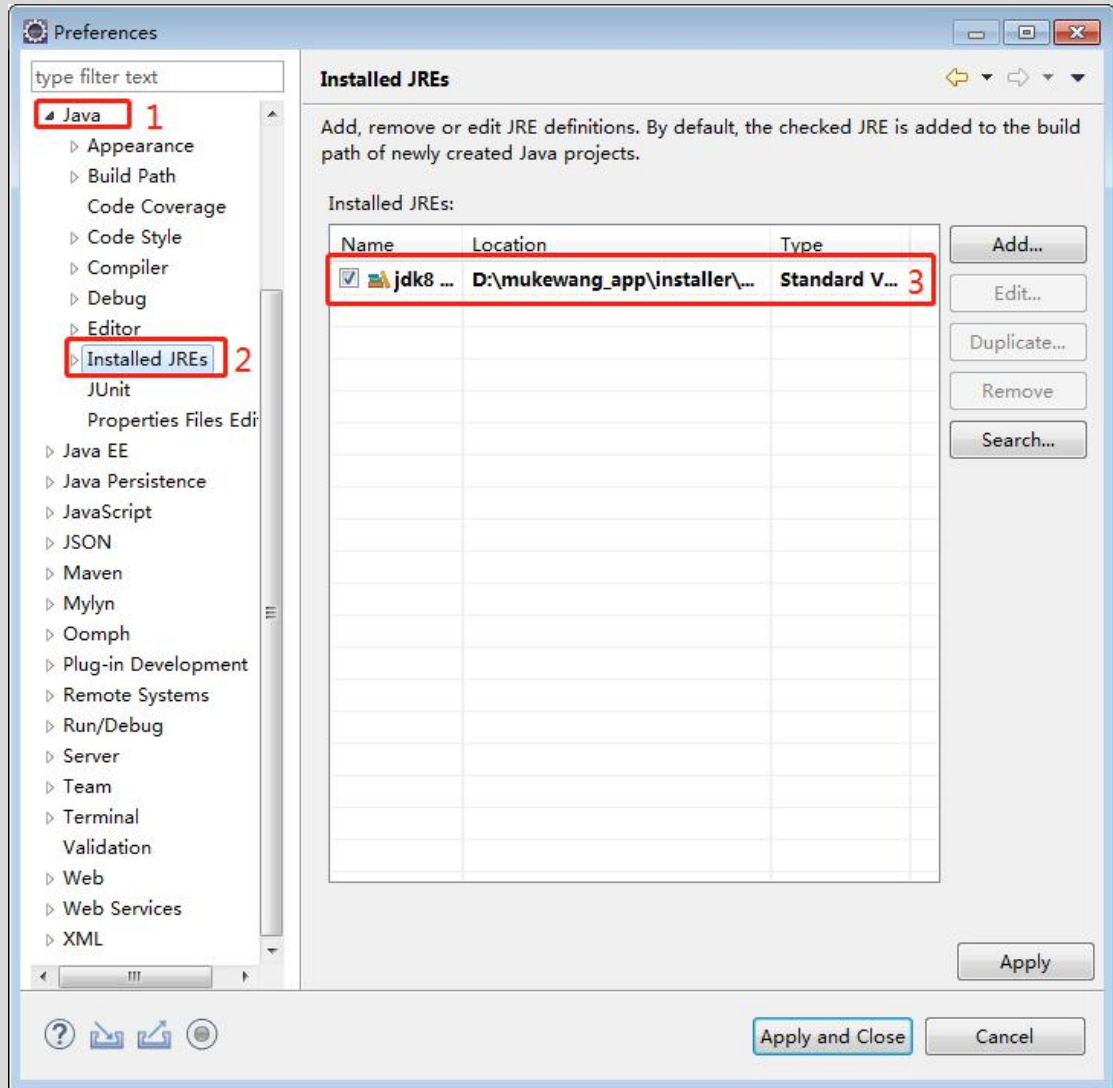 Preferences
type filter text
Java 1
Appearance
Build Path
Code Coverage
Code Style
Compiler
Debug
Editor
Installed JREs 2
JUnit
Properties Files Edi
Java EE
Java Persistence
JavaScript
JSON
Maven
Mylyn
Oomph
Plug-in Development
Remote Systems
Run/Debug
Server
Team
Terminal
Validation
Web
Web Services
XML
Installed JREs
Add, remove or edit JRE definitions. By default, the checked JRE is added to the build
path of newly created Java projects.
Installed JREs:
Name Location Type
jdk8 ... D:\mukewang_app\installer\... Standard V... 3
Add...
Edit...
Duplicate...
Remove
Search...
Apply
Apply and Close Cancel